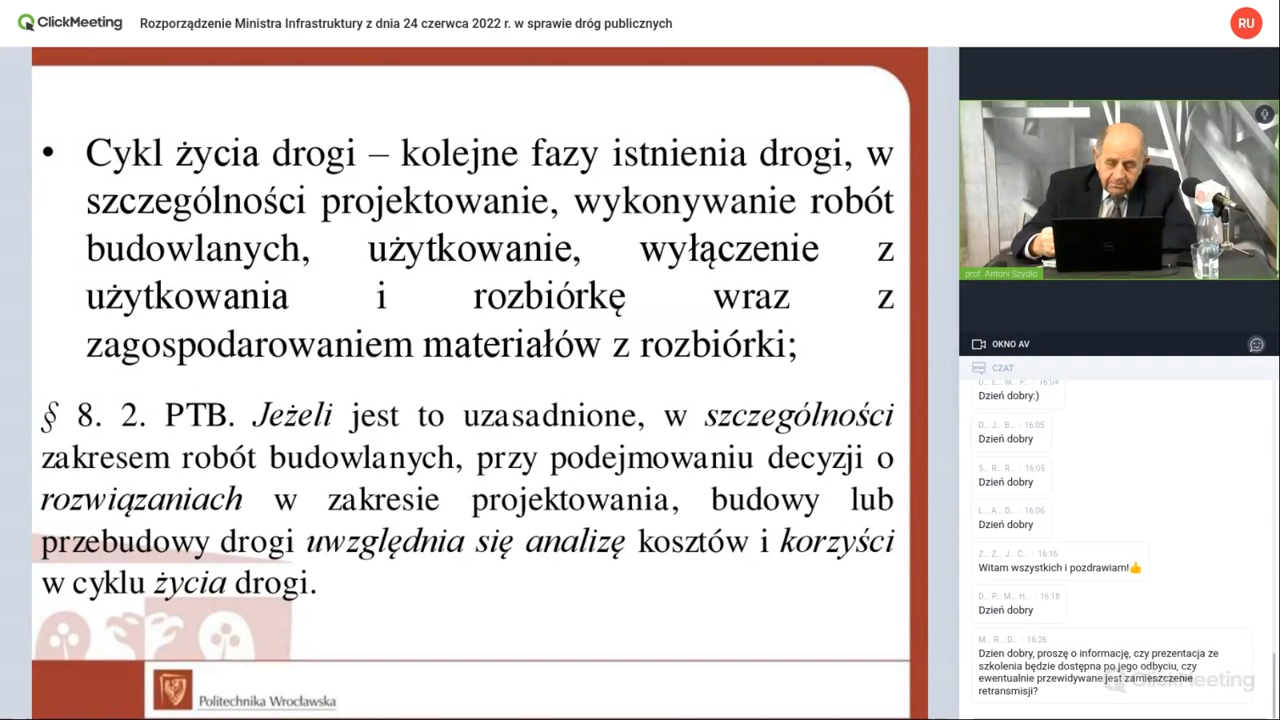 ClickMeeting
Rozporządzenie Ministra Infrastruktury z dnia 24 czerwca 2022 r. w sprawie dróg publicznych
RU
• Cykl życia drogi – kolejne fazy istnienia drogi, w
szczególności projektowanie, wykonywanie robót
budowlanych, użytkowanie, wyłączenie z
użytkowania i rozbiórkę wraz z
zagospodarowaniem materiałów z rozbiórki;
§ 8. 2. PTB. Jeżeli jest to uzasadnione, w szczególności
zakresem robót budowlanych, przy podejmowaniu decyzji o
rozwiązaniach w zakresie projektowania, budowy lub
przebudowy drogi uwzględnia się analizę kosztów i korzyści
w cyklu życia drogi.
Politechnika Wrocławska
prof. Antoni Szydło
OKNO AV
CZAT
D... E... M... P... · 16:04
Dzień dobry:)
D... J... B... · 16:05
Dzień dobry
S... R... R... · 16:05
Dzień dobry
L... A... D... · 16:06
Dzień dobry
Z... Z... J... C... · 16:16
Witam wszystkich i pozdrawiam!👍
D... P... M... H... · 16:18
Dzień dobry
M... R... D... · 16:26
Dzien dobry, proszę o informację, czy prezentacja ze
szkolenia będzie dostępna po jego odbyciu, czy
ewentualnie przewidywane jest zamieszczenie
retransmisji?
ClickMeeting